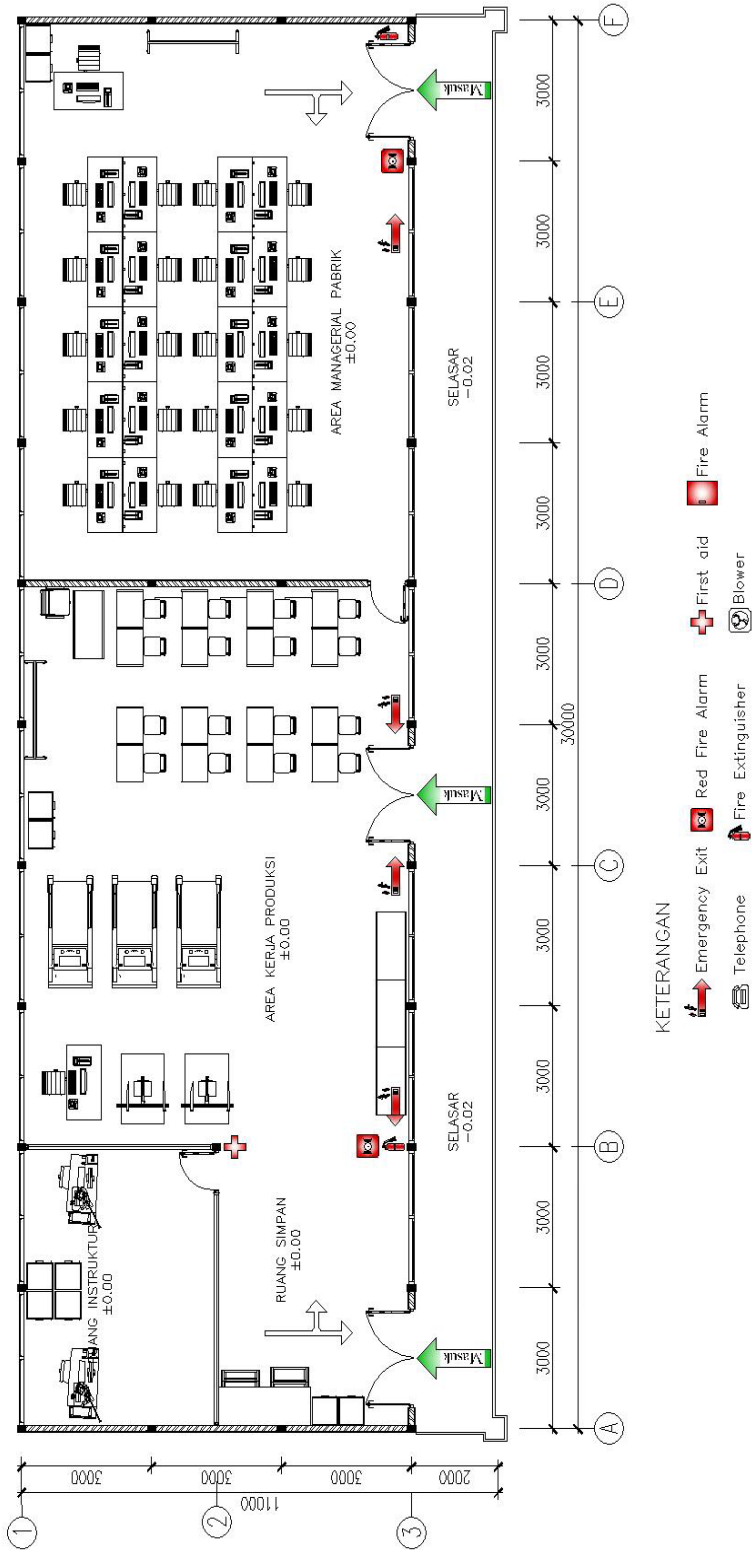 AREA MANAGERIAL PABRIK
±0.00
AREA KERJA PRODUKSI
±0.00
ANG INSTRUKTUR
±0.00
RUANG SIMPAN
±0.00
SELASAR
-0.02
SELASAR
-0.02
Masuk
Masuk
Masuk
3000
3000
3000
3000
3000
3000
3000
3000
3000
3000
30000
3000
3000
3000
2000
11000
A
B
C
D
E
F
1
2
3
KETERANGAN
Emergency Exit
Red Fire Alarm
First aid
Fire Alarm
Telephone
Fire Extinguisher
Blower